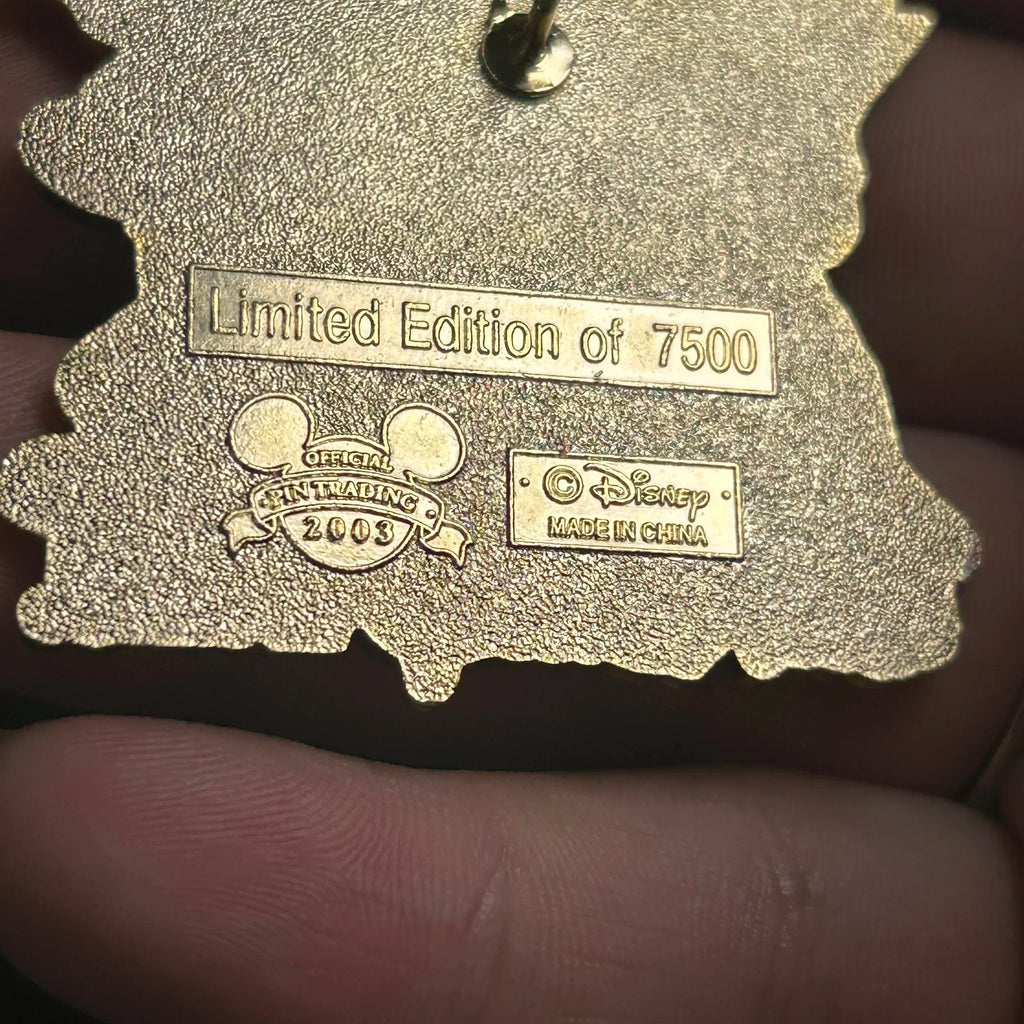 Limited Edition of 7500
OFFICIAL
PIN TRADING
2003
© Disney
MADE IN CHINA